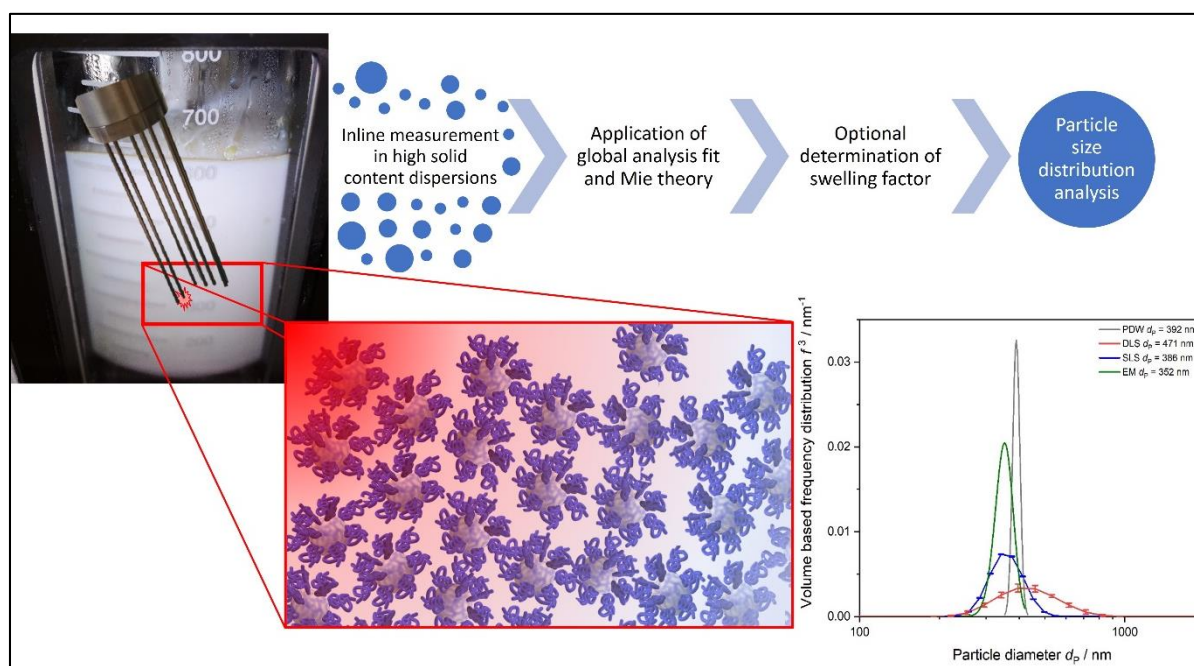 800
700
Inline measurement
in high solid
content dispersions
Application of
global analysis fit
and Mie theory
Optional
determination of
swelling factor
Particle
size
distribution
analysis
Volume based frequency distribution f³ / nm⁻¹
0.03
0.02
0.01
0.00
PDW dₚ = 392 nm
DLS dₚ = 471 nm
SLS dₚ = 386 nm
EM dₚ = 352 nm
100
1000
Particle diameter dₚ / nm